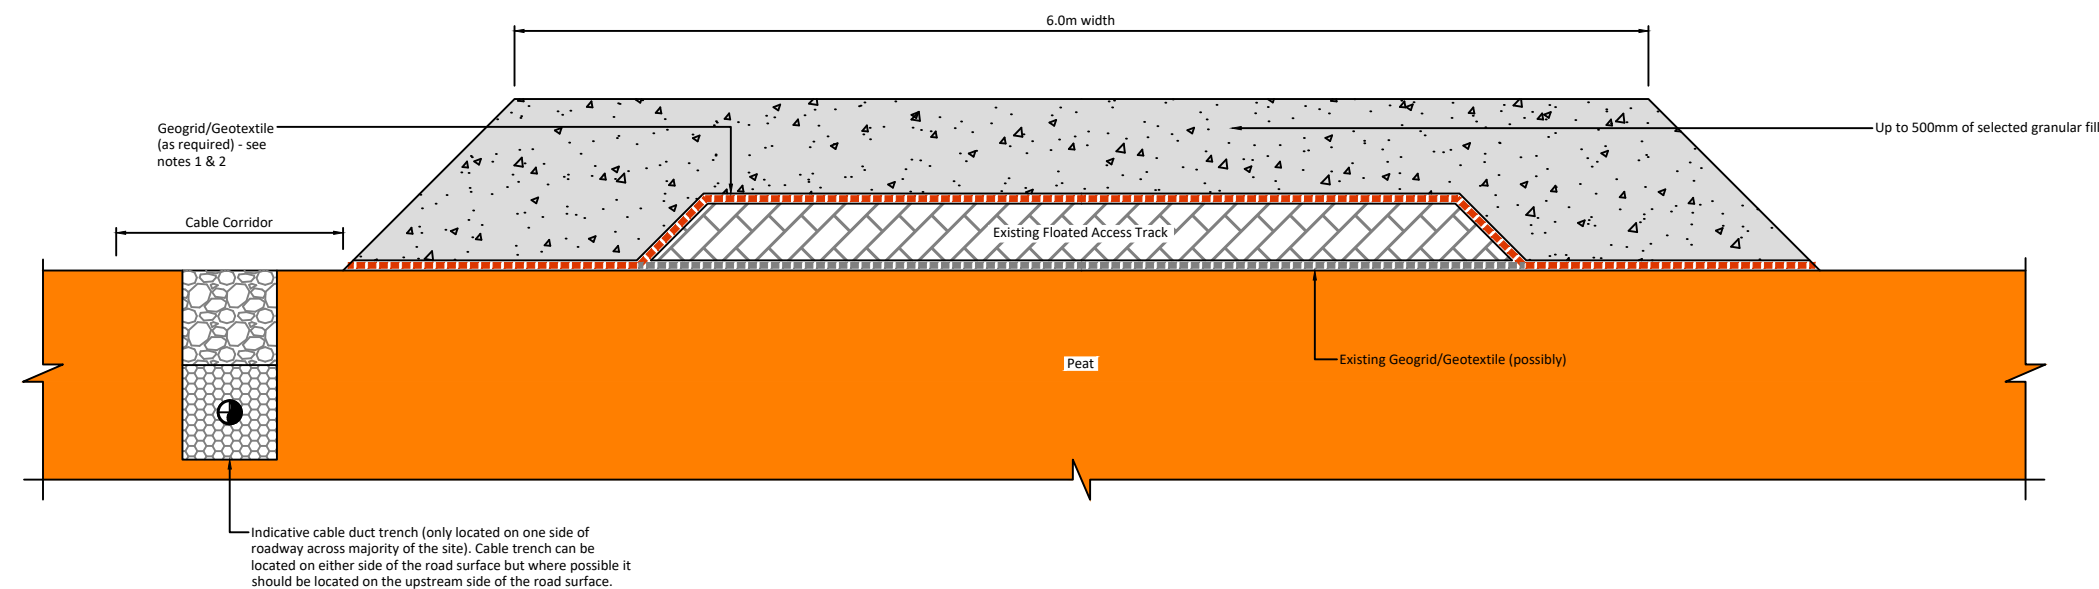 6.0m width
Geogrid/Geotextile
(as required) - see
notes 1 & 2
Up to 500mm of selected granular fill
Cable Corridor
Existing Floated Access Track
Peat
Existing Geogrid/Geotextile (possibly)
Indicative cable duct trench (only located on one side of
roadway across majority of the site). Cable trench can be
located on either side of the road surface but where possible it
should be located on the upstream side of the road surface.